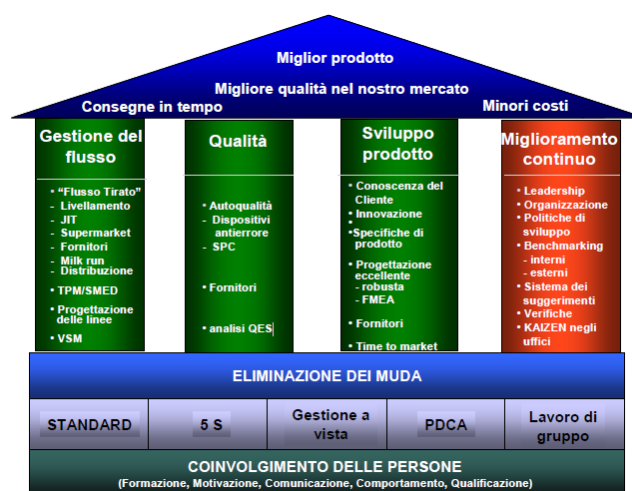 Miglior prodotto
Migliore qualità nel nostro mercato
Consegne in tempo
Minori costi
Gestione del
flusso
• “Flusso Tirato”
- Livellamento
- JIT
- Supermarket
- Fornitori
- Milk run
- Distribuzione
• TPM/SMED
• Progettazione
delle linee
• VSM
Qualità
• Autoqualità
- Dispositivi
antierrore
- SPC
• Fornitori
• analisi QES
Sviluppo
prodotto
• Conoscenza del
Cliente
• Innovazione
•
• Specifiche di
prodotto
• Progettazione
eccellente
- robusta
- FMEA
• Fornitori
• Time to market
Miglioramento
continuo
• Leadership
• Organizzazione
• Politiche di
sviluppo
• Benchmarking
- interni
- esterni
• Sistema dei
suggerimenti
• Verifiche
• KAIZEN negli
uffici
ELIMINAZIONE DEI MUDA
STANDARD
5 S
Gestione a
vista
PDCA
Lavoro di
gruppo
COINVOLGIMENTO DELLE PERSONE
(Formazione, Motivazione, Comunicazione, Comportamento, Qualificazione)